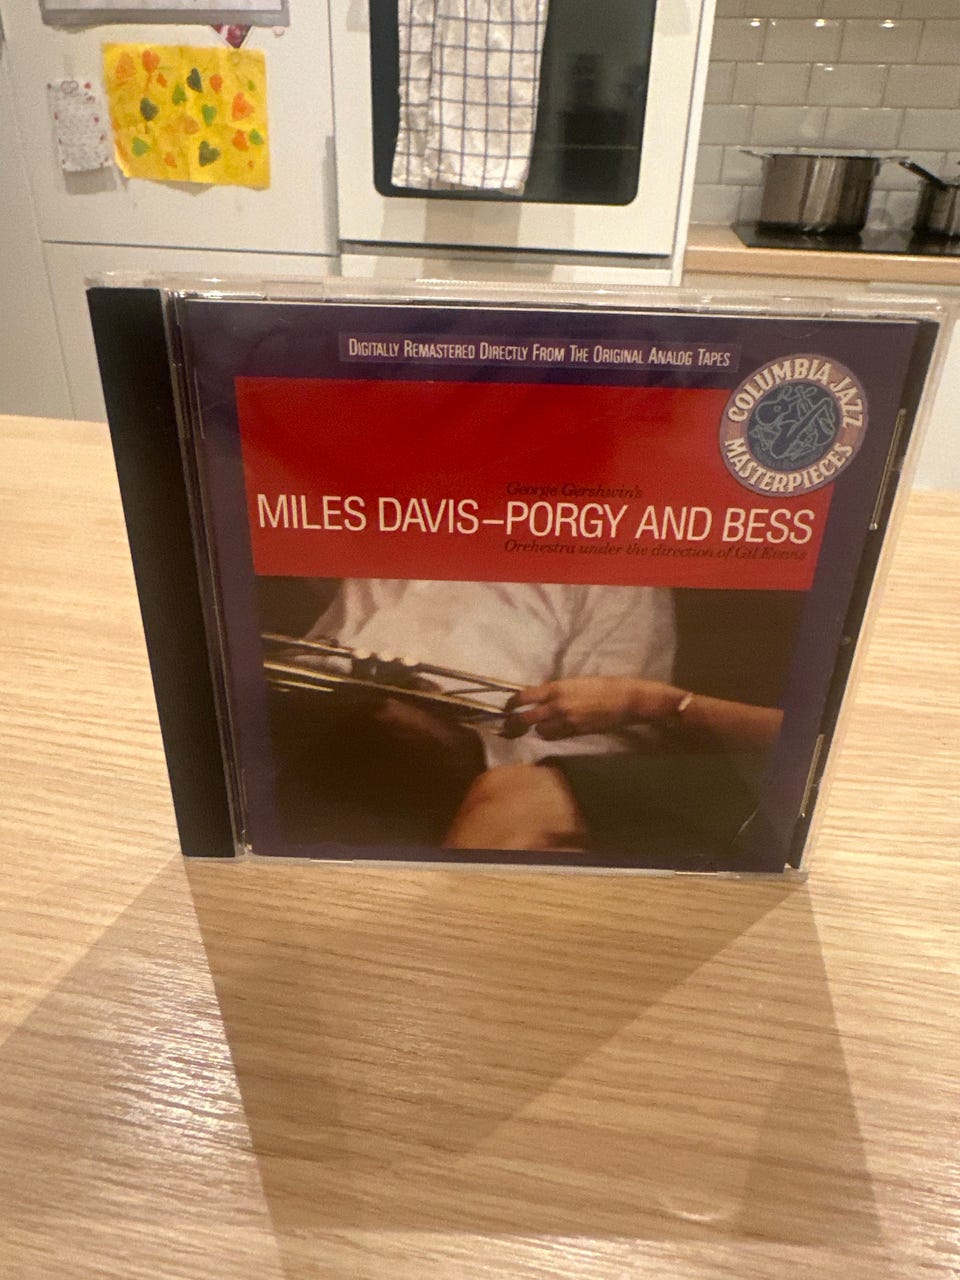 DIGITALLY REMASTERED DIRECTLY FROM THE ORIGINAL ANALOG TAPES
COLUMBIA JAZZ
MASTERPIECES
George Gershwin's
MILES DAVIS–PORGY AND BESS
Orchestra under the direction of Gil Evans